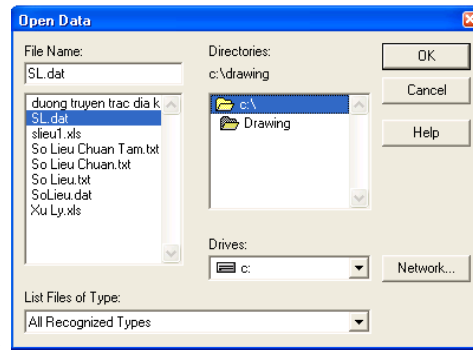 Open Data
File Name:
SL.dat
duong truyen trac dia k
SL.dat
slieu1.xls
So Lieu Chuan Tam.txt
So Lieu Chuan.txt
So Lieu.txt
SoLieu.dat
Xu Ly.xls
List Files of Type:
All Recognized Types
Directories:
c:\drawing
c:\
Drawing
Drives:
c:
OK
Cancel
Help
Network...